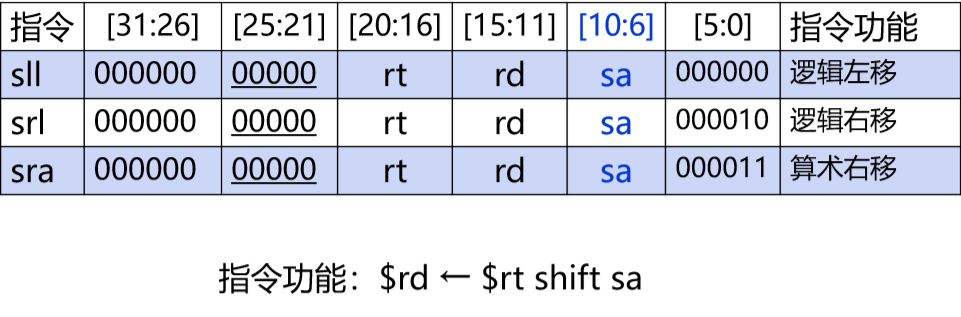 指令 [31:26] [25:21] [20:16] [15:11] [10:6] [5:0] 指令功能
sll 000000 00000 rt rd sa 000000 逻辑左移
srl 000000 00000 rt rd sa 000010 逻辑右移
sra 000000 00000 rt rd sa 000011 算术右移
指令功能：$rd ← $rt shift sa